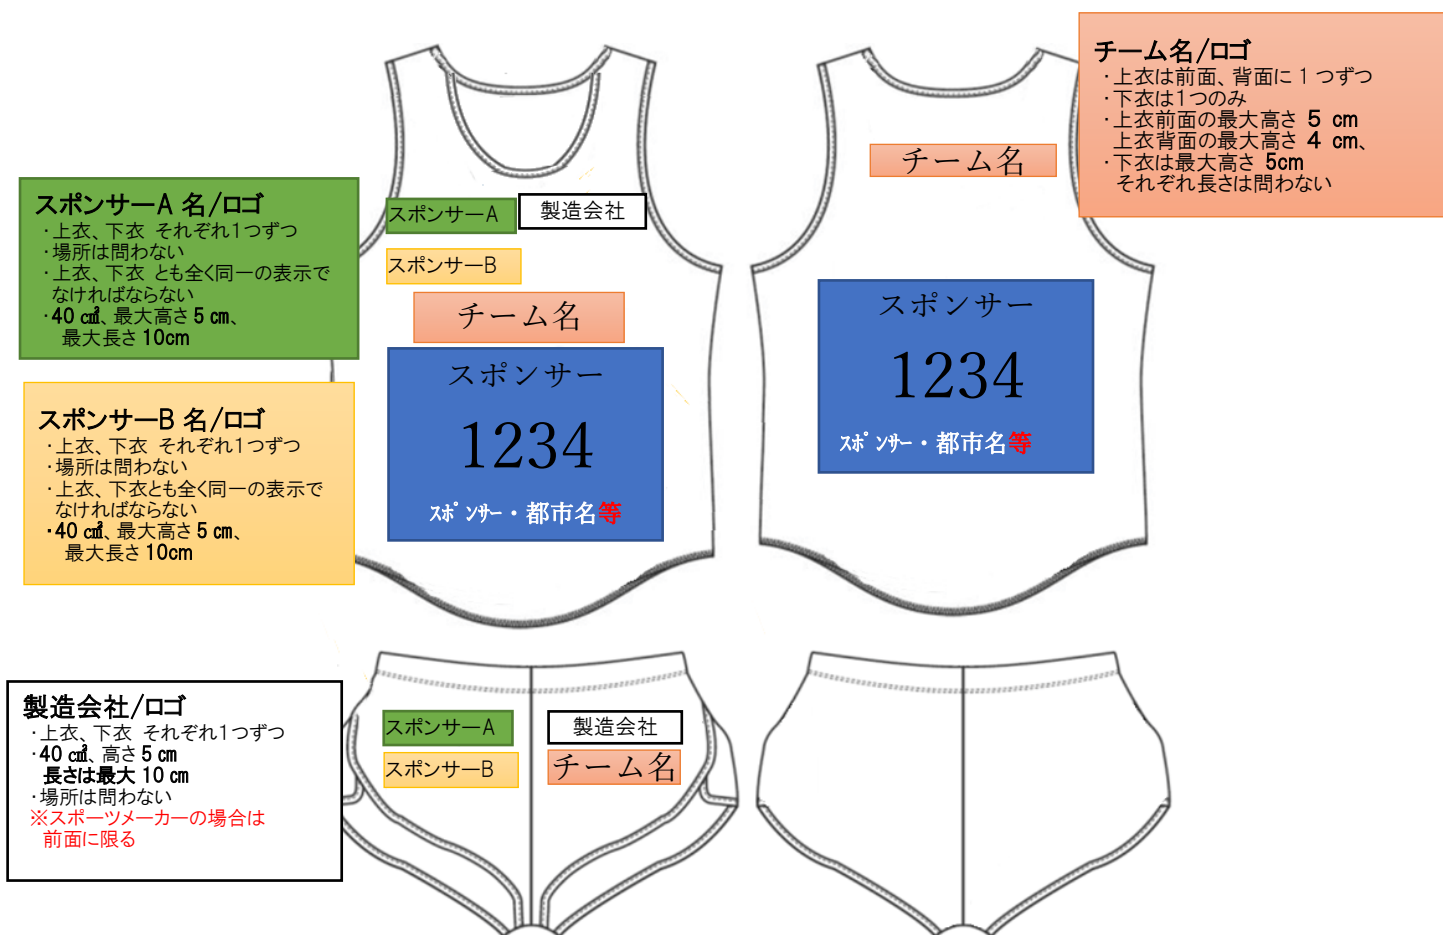 チーム名/ロゴ
・上衣は前面、背面に 1 つずつ
・下衣は1つのみ
・上衣前面の最大高さ 5 cm
上衣背面の最大高さ 4 cm、
・下衣は最大高さ 5cm
それぞれ長さは問わない
スポンサーA 名/ロゴ
・上衣、下衣 それぞれ1つずつ
・場所は問わない
・上衣、下衣 とも全く同一の表示で
なければならない
・40 ㎠、最大高さ 5 ㎝、
最大長さ 10cm
スポンサーB 名/ロゴ
・上衣、下衣 それぞれ1つずつ
・場所は問わない
・上衣、下衣とも全く同一の表示で
なければならない
・40 ㎠、最大高さ 5 ㎝、
最大長さ 10cm
製造会社/ロゴ
・上衣、下衣 それぞれ1つずつ
・40 ㎠、高さ 5 ㎝
長さは最大 10 ㎝
・場所は問わない
※スポーツメーカーの場合は
前面に限る
スポンサーA
製造会社
スポンサーB
チーム名
スポンサー
1234
スポンサー・都市名等
チーム名
スポンサー
1234
スポンサー・都市名等
スポンサーA
製造会社
スポンサーB
チーム名